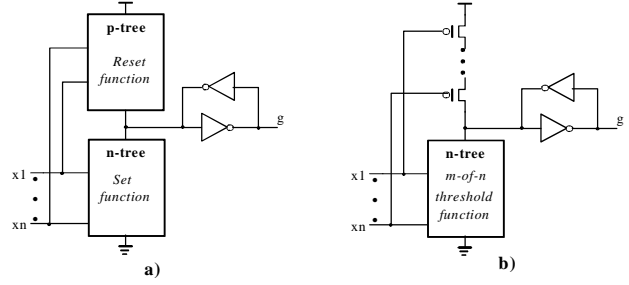 p-tree
Reset
function
g
n-tree
x1
Set
function
xn
a)
g
n-tree
x1
m-of-n
threshold
function
xn
b)